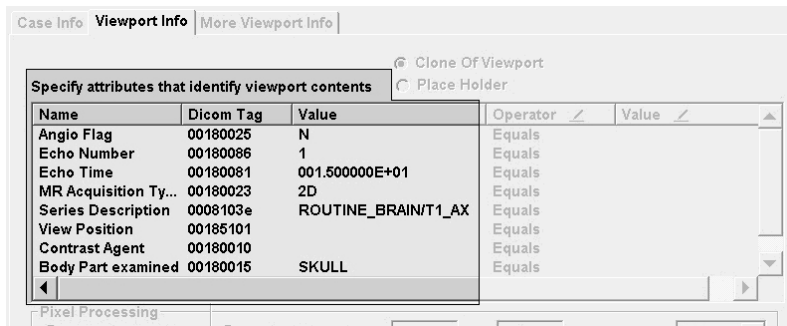 Case Info Viewport Info More Viewport Info
Clone Of Viewport
Specify attributes that identify viewport contents Place Holder
Name Dicom Tag Value Operator Value
Angio Flag 00180025 N Equals
Echo Number 00180086 1 Equals
Echo Time 00180081 001.500000E+01 Equals
MR Acquisition Ty... 00180023 2D Equals
Series Description 0008103e ROUTINE_BRAIN/T1_AX Equals
View Position 00185101 Equals
Contrast Agent 00180010 Equals
Body Part examined 00180015 SKULL Equals
Pixel Processing